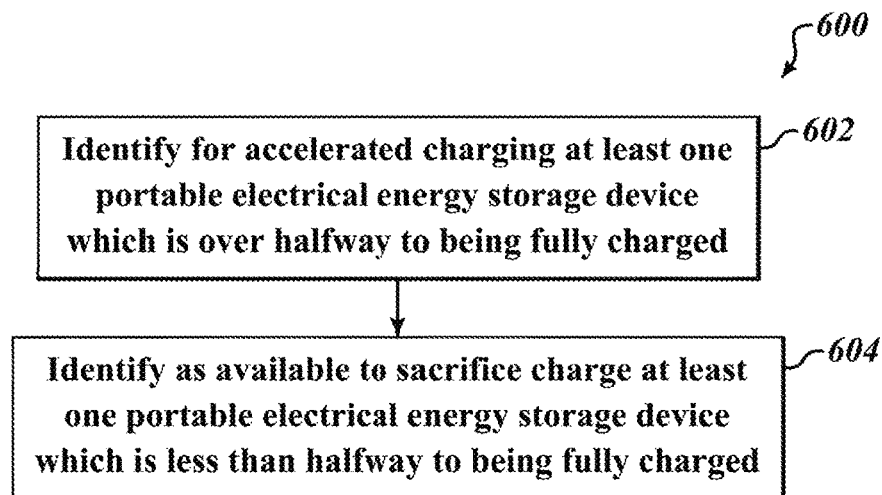 600
602
Identify for accelerated charging at least one
portable electrical energy storage device
which is over halfway to being fully charged
604
Identify as available to sacrifice charge at least
one portable electrical energy storage device
which is less than halfway to being fully charged